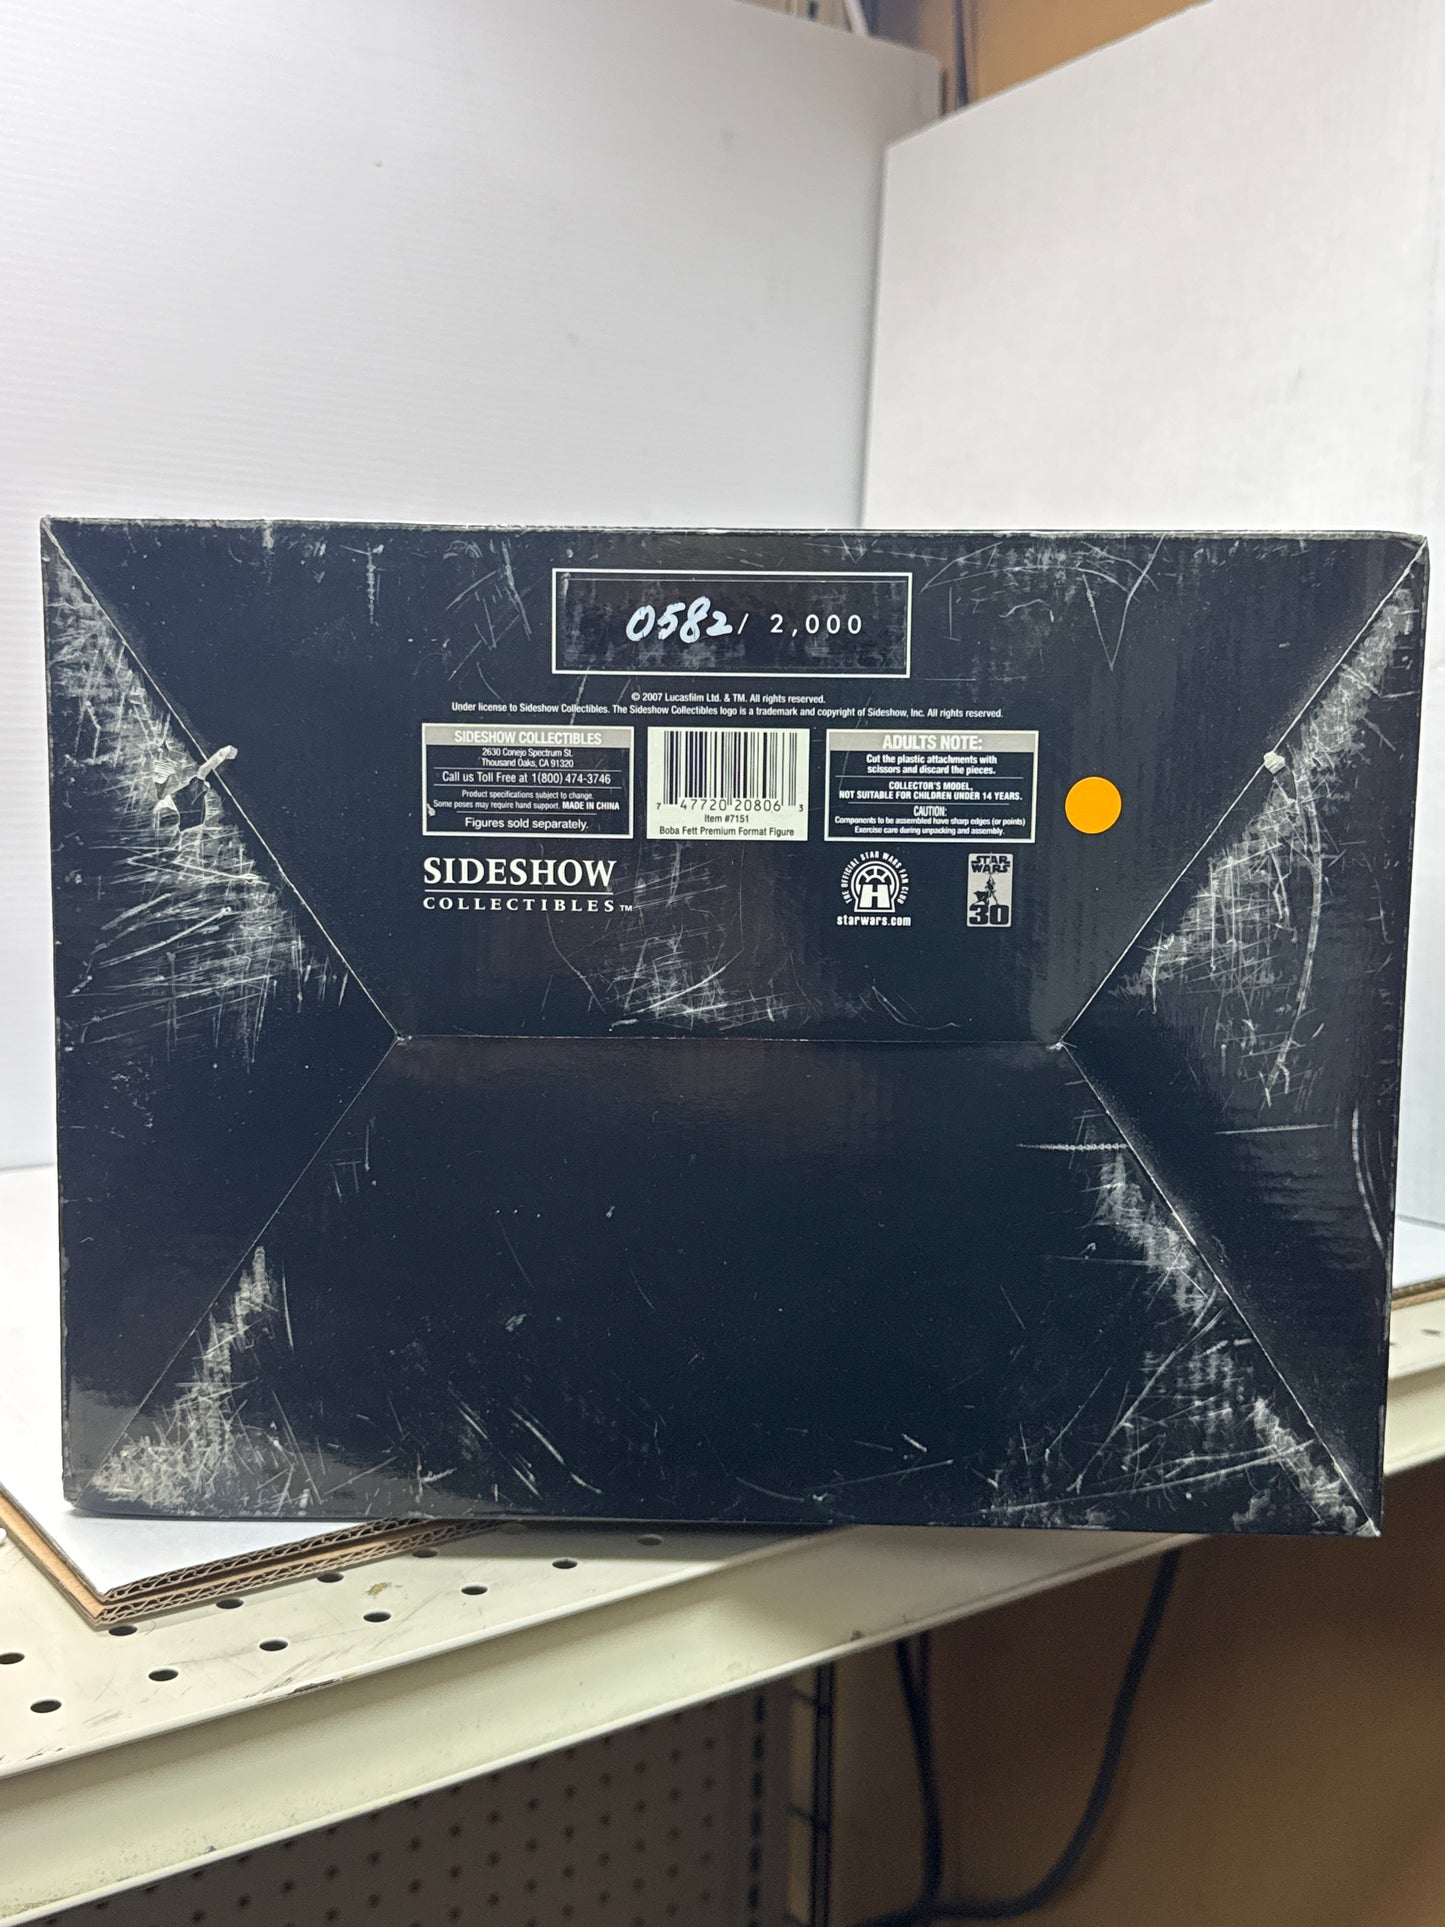 0582 / 2,000
© 2007 Lucasfilm Ltd. & TM. All rights reserved.
Under license to Sideshow Collectibles. The Sideshow Collectibles logo is a trademark and copyright of Sideshow, Inc. All rights reserved.
SIDESHOW COLLECTIBLES
2630 Conejo Spectrum St.
Thousand Oaks, CA 91320
Call us Toll Free at 1(800) 474-3746
Product specifications subject to change.
Some poses may require hand support. MADE IN CHINA
Figures sold separately.
7 47720 20806 3
Item #7151
Boba Fett Premium Format Figure
ADULTS NOTE:
Cut the plastic attachments with
scissors and discard the pieces.
COLLECTOR'S MODEL.
NOT SUITABLE FOR CHILDREN UNDER 14 YEARS.
CAUTION:
Components to be assembled have sharp edges (or points)
Exercise care during unpacking and assembly.
SIDESHOW
COLLECTIBLES™
THE OFFICIAL STAR WARS FAN CLUB
H
starwars.com
STAR
WARS
30